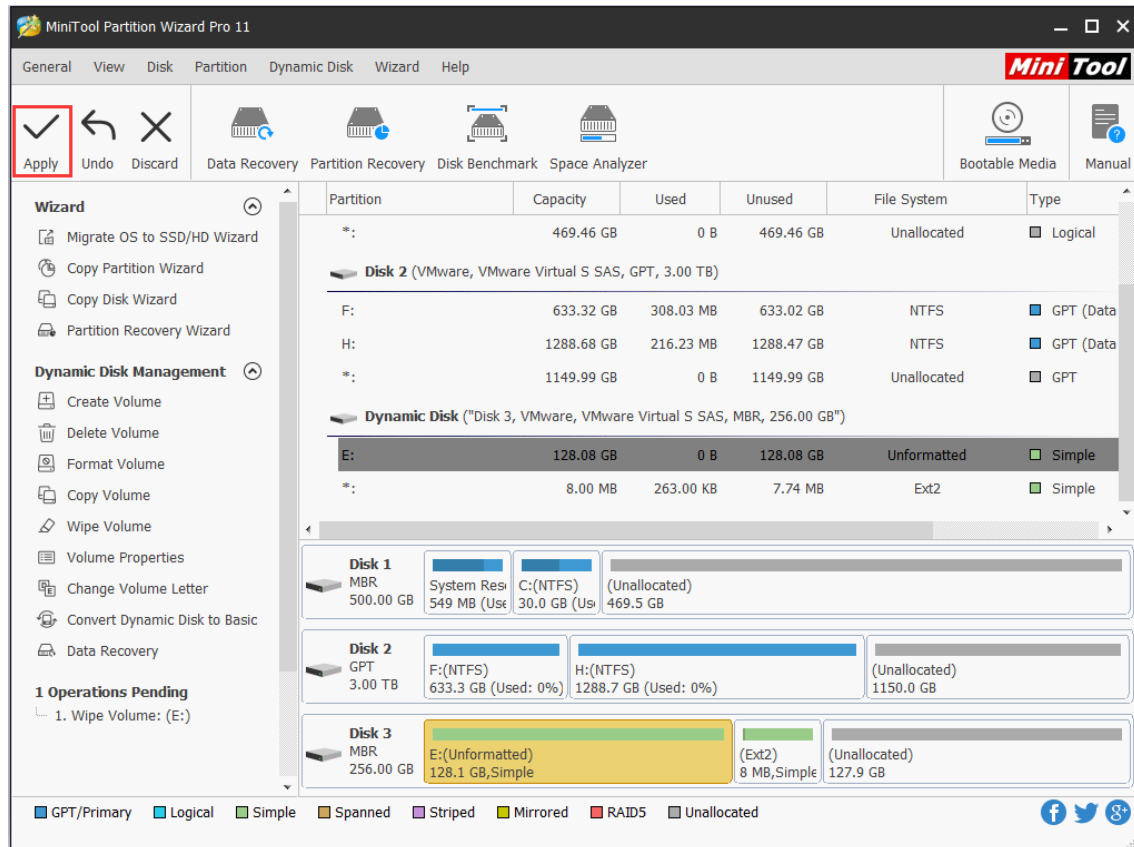 MiniTool Partition Wizard Pro 11
General View Disk Partition Dynamic Disk Wizard Help
Mini Tool
Apply Undo Discard Data Recovery Partition Recovery Disk Benchmark Space Analyzer Bootable Media Manual
Wizard
Migrate OS to SSD/HD Wizard
Copy Partition Wizard
Copy Disk Wizard
Partition Recovery Wizard
Dynamic Disk Management
Create Volume
Delete Volume
Format Volume
Copy Volume
Wipe Volume
Volume Properties
Change Volume Letter
Convert Dynamic Disk to Basic
Data Recovery
1 Operations Pending
1. Wipe Volume: (E:)
Partition Capacity Used Unused File System Type
*: 469.46 GB 0 B 469.46 GB Unallocated Logical
Disk 2 (VMware, VMware Virtual S SAS, GPT, 3.00 TB)
F: 633.32 GB 308.03 MB 633.02 GB NTFS GPT (Data
H: 1288.68 GB 216.23 MB 1288.47 GB NTFS GPT (Data
*: 1149.99 GB 0 B 1149.99 GB Unallocated GPT
Dynamic Disk ("Disk 3, VMware, VMware Virtual S SAS, MBR, 256.00 GB")
E: 128.08 GB 0 B 128.08 GB Unformatted Simple
*: 8.00 MB 263.00 KB 7.74 MB Ext2 Simple
Disk 1
MBR
500.00 GB
System Rese
549 MB (Use
C:(NTFS)
30.0 GB (Us
(Unallocated)
469.5 GB
Disk 2
GPT
3.00 TB
F:(NTFS)
633.3 GB (Used: 0%)
H:(NTFS)
1288.7 GB (Used: 0%)
(Unallocated)
1150.0 GB
Disk 3
MBR
256.00 GB
E:(Unformatted)
128.1 GB,Simple
(Ext2)
8 MB,Simple
(Unallocated)
127.9 GB
GPT/Primary Logical Simple Spanned Striped Mirrored RAID5 Unallocated